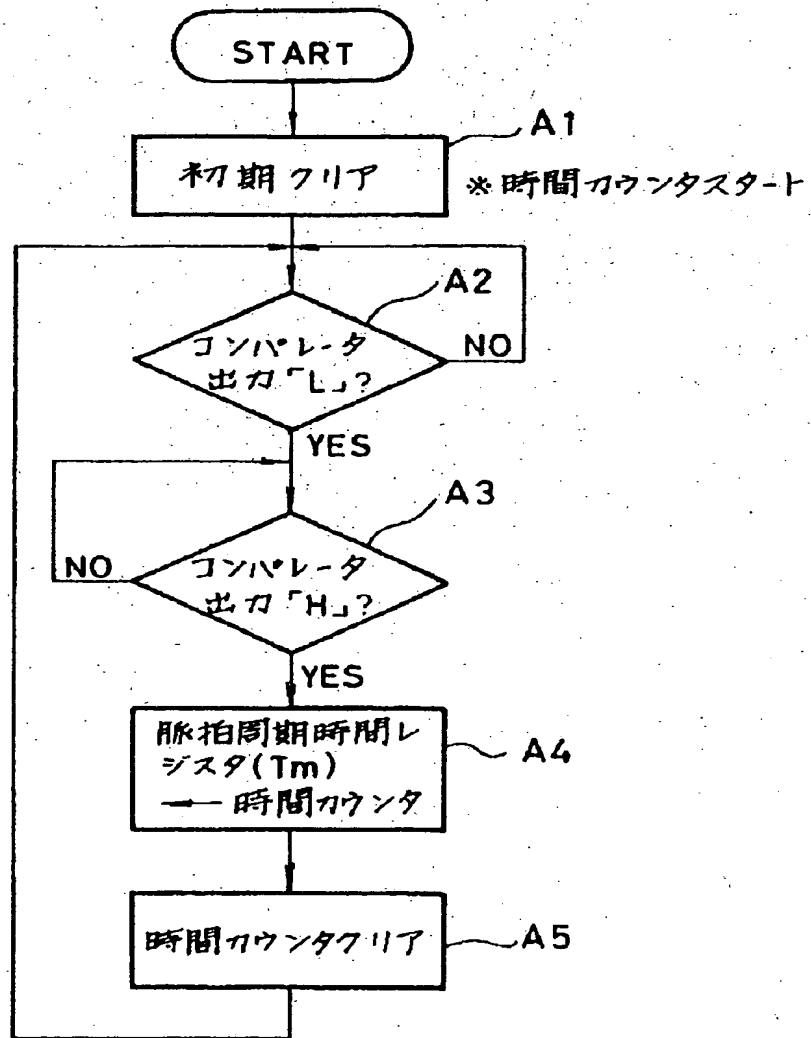 START
A1
初期クリア
※時間カウンタスタート
A2
コンパレータ
出力「L」?
NO
YES
A3
コンパレータ
出力「H」?
NO
YES
脈拍周期時間レ
ジスタ(Tm)
← 時間カウンタ
A4
時間カウンタクリア
A5